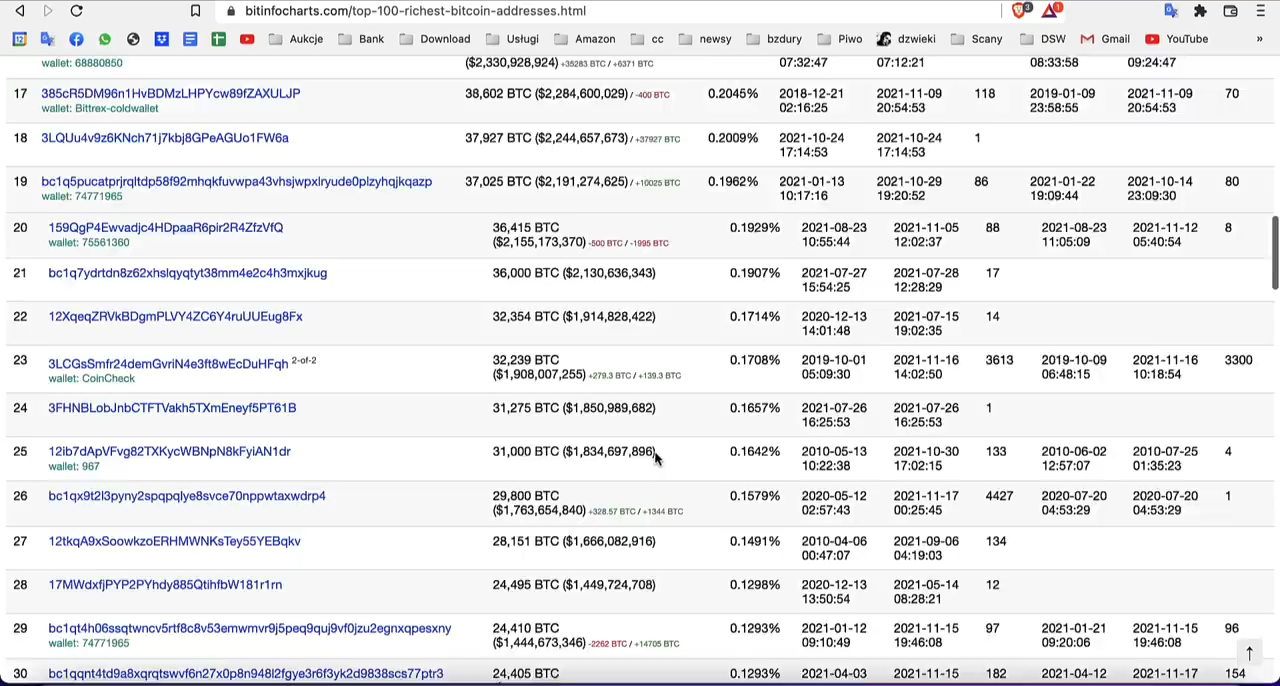 bitinfocharts.com/top-100-richest-bitcoin-addresses.html 3 1
12 Aukcje Bank Download Usługi Amazon cc newsy bzdury Piwo dzwieki Scany DSW Gmail YouTube »
wallet: 68880850 ($2,330,928,924) +35283 BTC / +6371 BTC 07:32:47 07:12:21 08:33:58 09:24:47
17 385cR5DM96n1HvBDMzLHPYcw89fZAXULJP 38,602 BTC ($2,284,600,029) / -400 BTC 0.2045% 2018-12-21 2021-11-09 118 2019-01-09 2021-11-09 70
wallet: Bittrex-coldwallet 02:16:25 20:54:53 23:58:55 20:54:53
18 3LQUu4v9z6KNch71j7kbj8GPeAGUo1FW6a 37,927 BTC ($2,244,657,673) / +37927 BTC 0.2009% 2021-10-24 2021-10-24 1
17:14:53 17:14:53
19 bc1q5pucatprjrqltdp58f92mhqkfuvwpa43vhsjwpxlryude0plzyhqjkqazp 37,025 BTC ($2,191,274,625) / +10025 BTC 0.1962% 2021-01-13 2021-10-29 86 2021-01-22 2021-10-14 80
wallet: 74771965 10:17:16 19:20:52 19:09:44 23:09:30
20 159QgP4Ewvadjc4HDpaaR6pir2R4ZfzVfQ 36,415 BTC 0.1929% 2021-08-23 2021-11-05 88 2021-08-23 2021-11-12 8
wallet: 75561360 ($2,155,173,370) -500 BTC / -1995 BTC 10:55:44 12:02:37 11:05:09 05:40:54
21 bc1q7ydrtdn8z62xhslqyqtyt38mm4e2c4h3mxjkug 36,000 BTC ($2,130,636,343) 0.1907% 2021-07-27 2021-07-28 17
15:54:25 12:28:29
22 12XqeqZRVkBDgmPLVY4ZC6Y4ruUUEug8Fx 32,354 BTC ($1,914,828,422) 0.1714% 2020-12-13 2021-07-15 14
14:01:48 19:02:35
23 3LCGsSmfr24demGvriN4e3ft8wEcDuHFqh 2-of-2 32,239 BTC 0.1708% 2019-10-01 2021-11-16 3613 2019-10-09 2021-11-16 3300
wallet: CoinCheck ($1,908,007,255) +279.3 BTC / +139.3 BTC 05:09:30 14:02:50 06:48:15 10:18:54
24 3FHNBLobJnbCTFTVakh5TXmEneyf5PT61B 31,275 BTC ($1,850,989,682) 0.1657% 2021-07-26 2021-07-26 1
16:25:53 16:25:53
25 12ib7dApVFvg82TXKycWBNpN8kFyiAN1dr 31,000 BTC ($1,834,697,896) 0.1642% 2010-05-13 2021-10-30 133 2010-06-02 2010-07-25 4
wallet: 967 10:22:38 17:02:15 12:57:07 01:35:23
26 bc1qx9t2l3pyny2spqpqlye8svce70nppwtaxwdrp4 29,800 BTC 0.1579% 2020-05-12 2021-11-17 4427 2020-07-20 2020-07-20 1
($1,763,654,840) +328.57 BTC / +1344 BTC 02:57:43 00:25:45 04:53:29 04:53:29
27 12tkqA9xSoowkzoERHMWNKsTey55YEBqkv 28,151 BTC ($1,666,082,916) 0.1491% 2010-04-06 2021-09-06 134
00:47:07 04:19:03
28 17MWdxfjPYP2PYhdy885QtihfbW181r1rn 24,495 BTC ($1,449,724,708) 0.1298% 2020-12-13 2021-05-14 12
13:50:54 08:28:21
29 bc1qt4h06ssqtwncv5rtf8c8v53emwmvr9j5peq9quj9vf0jzu2egnxqpesxny 24,410 BTC 0.1293% 2021-01-12 2021-11-15 97 2021-01-21 2021-11-15 96
wallet: 74771965 ($1,444,673,346) -2262 BTC / +14705 BTC 09:10:49 19:46:08 09:20:06 19:46:08
30 bc1qqnt4td9a8xqrqtswvf6n27x0p8n948l2fgye3r6f3yk2d9838scs77ptr3 24,405 BTC 0.1293% 2021-04-03 2021-11-15 182 2021-04-12 2021-11-17 154